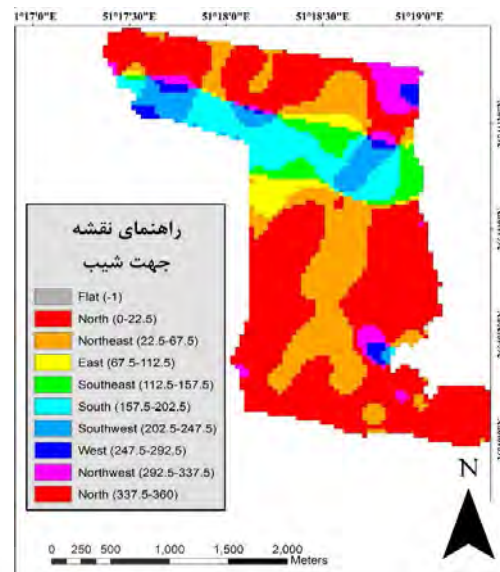 51°17'0"E 51°17'30"E 51°18'0"E 51°18'30"E 51°19'0"E
راهنمای نقشه
جهت شیب
Flat (-1)
North (0-22.5)
Northeast (22.5-67.5)
East (67.5-112.5)
Southeast (112.5-157.5)
South (157.5-202.5)
Southwest (202.5-247.5)
West (247.5-292.5)
Northwest (292.5-337.5)
North (337.5-360)
N
0 250 500 1,000 1,500 2,000
Meters